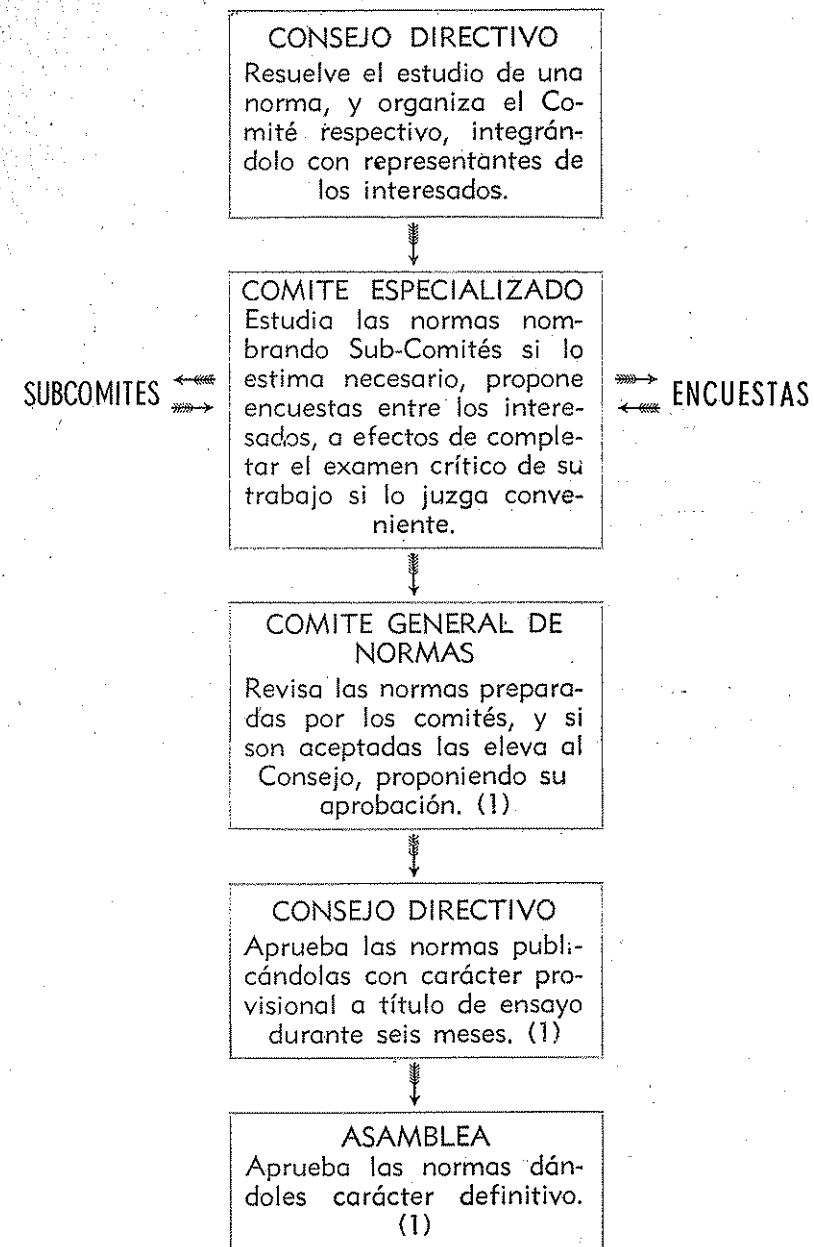 CONSEJO DIRECTIVO
Resuelve el estudio de una
norma, y organiza el Co-
mité respectivo, integrán-
dolo con representantes de
los interesados.
COMITE ESPECIALIZADO
Estudia las normas nom-
brando Sub-Comités si lo
estima necesario, propone
encuestas entre los intere-
sados, a efectos de comple-
tar el examen crítico de su
trabajo si lo juzga conve-
niente.
SUBCOMITES
ENCUESTAS
COMITE GENERAL DE
NORMAS
Revisa las normas prepara-
das por los comités, y si
son aceptadas las eleva al
Consejo, proponiendo su
aprobación. (1)
CONSEJO DIRECTIVO
Aprueba las normas publi-
cándolas con carácter pro-
visional a título de ensayo
durante seis meses. (1)
ASAMBLEA
Aprueba las normas dán-
doles carácter definitivo.
(1)